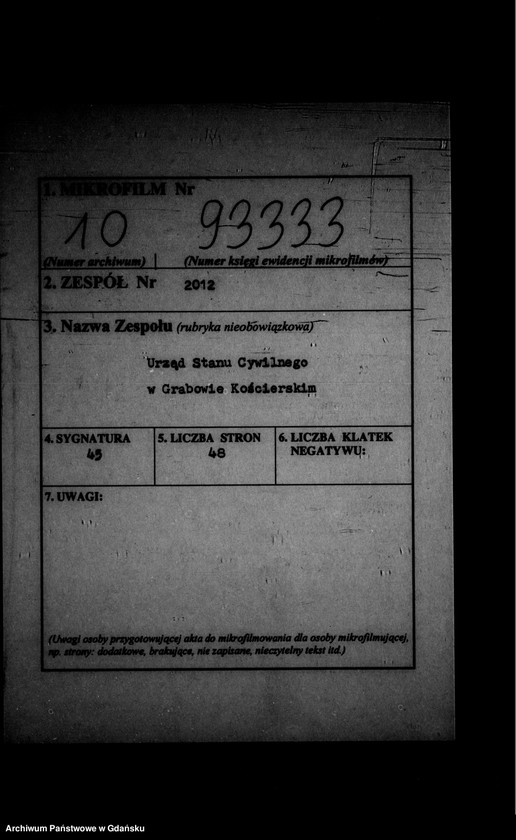 1. MIKROFILM Nr
10 93333
(Numer archiwum) (Numer księgi ewidencji mikrofilmów)
2. ZESPÓŁ Nr 2012
3. Nazwa Zespołu (rubryka nieobowiązkowa)
Urząd Stanu Cywilnego
w Grabowie Kościerskim
4. SYGNATURA 5. LICZBA STRON 6. LICZBA KLATEK
NEGATYWU:
45 48
7. UWAGI:
(Uwagi osoby przygotowującej akta do mikrofilmowania dla osoby mikrofilmującej,
np. strony: dodatkowe, brakujące, nie zapisane, nieczytelny tekst itd.)
Archiwum Państwowe w Gdańsku